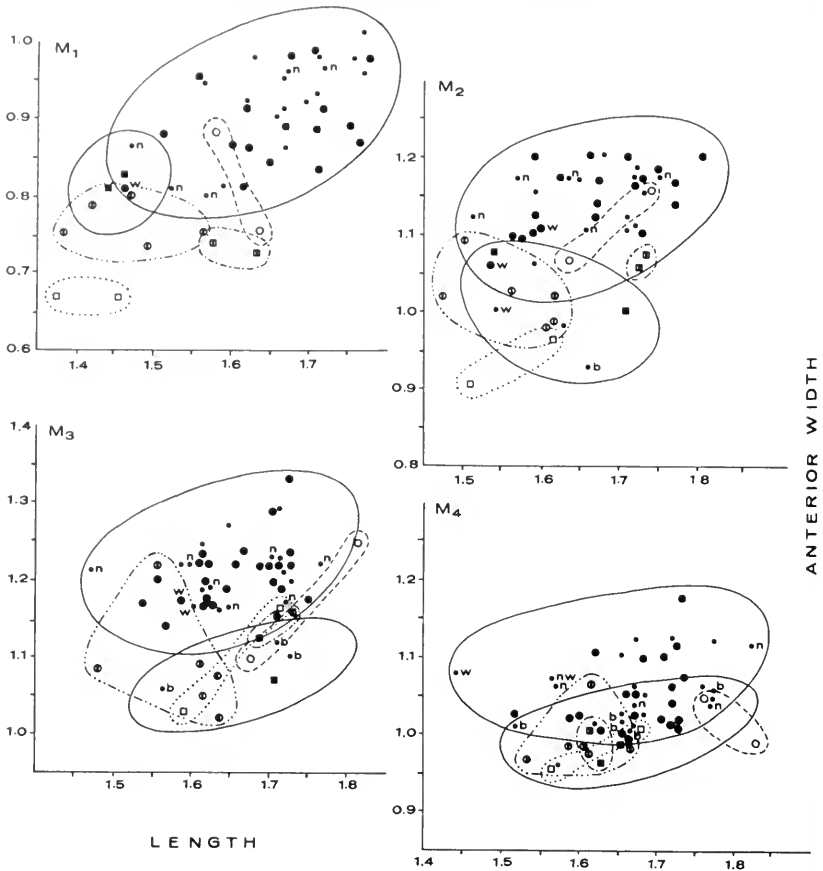 M1
1.0
0.9
0.8
0.7
0.6
1.4 1.5 1.6 1.7
n n n n n w
M2
1.2
1.1
1.0
0.9
0.8
1.5 1.6 1.7 1.8
n n n n n w w b
M3
1.4
1.3
1.2
1.1
1.0
1.5 1.6 1.7 1.8
n n n n n n n w w b b
M4
1.2
1.1
1.0
0.9
1.4 1.5 1.6 1.7 1.8
w n w n n n b b b b
LENGTH
ANTERIOR WIDTH